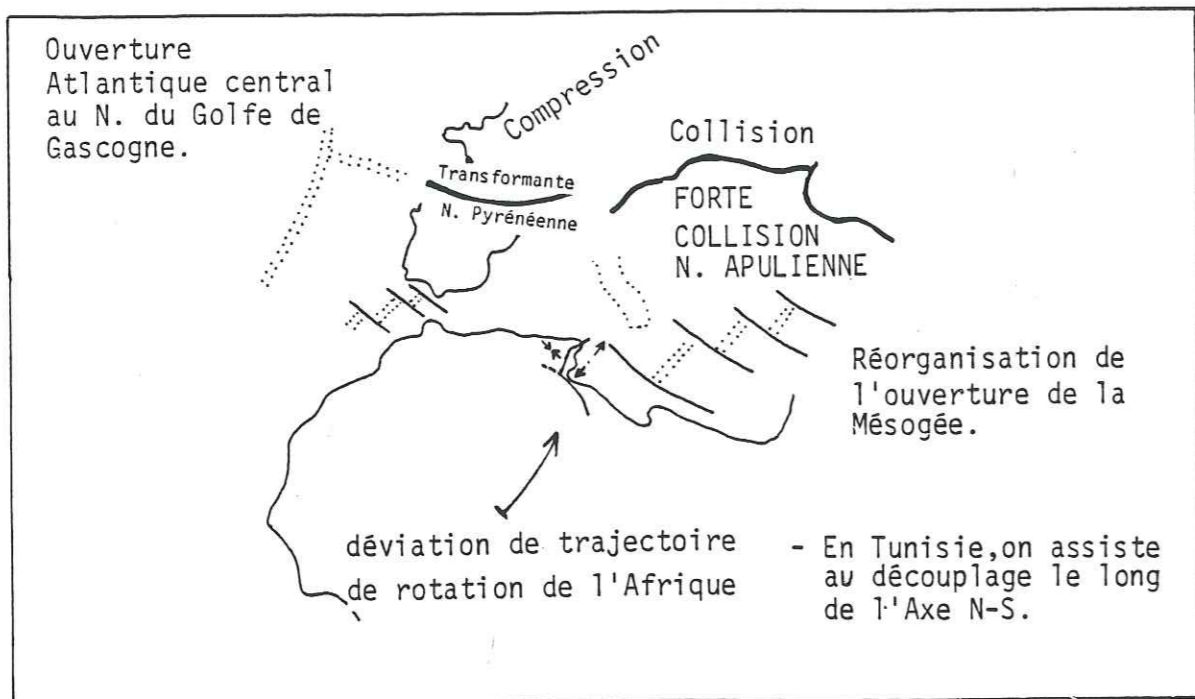 Ouverture
Atlantique central
au N. du Golfe de
Gascogne.
Compression
Transformante
N. Pyrénéenne
Collision
FORTE
COLLISION
N. APULIENNE
Réorganisation de
l'ouverture de la
Mésogée.
déviation de trajectoire
de rotation de l'Afrique
- En Tunisie,on assiste
au découplage le long
de l'Axe N-S.